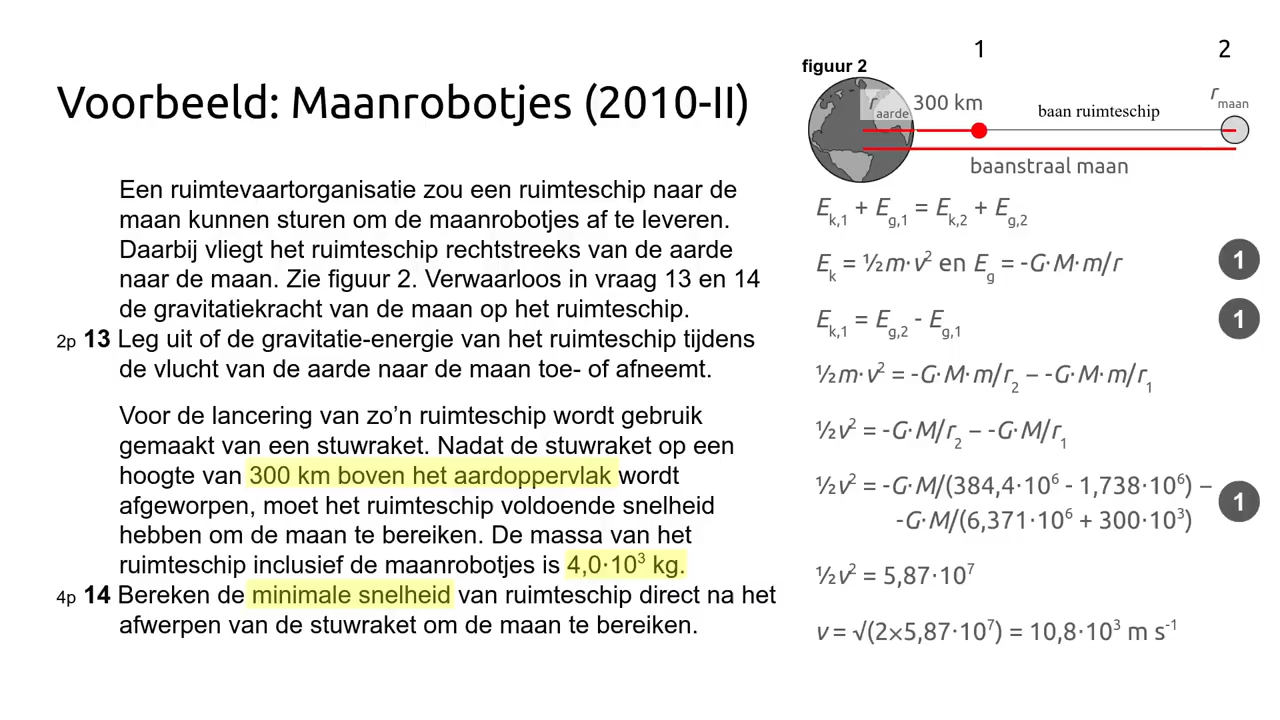 Voorbeeld: Maanrobotjes (2010-II)
Een ruimtevaartorganisatie zou een ruimteschip naar de
maan kunnen sturen om de maanrobotjes af te leveren.
Daarbij vliegt het ruimteschip rechtstreeks van de aarde
naar de maan. Zie figuur 2. Verwaarloos in vraag 13 en 14
de gravitatiekracht van de maan op het ruimteschip.
2p 13 Leg uit of de gravitatie-energie van het ruimteschip tijdens
de vlucht van de aarde naar de maan toe- of afneemt.
Voor de lancering van zo’n ruimteschip wordt gebruik
gemaakt van een stuwraket. Nadat de stuwraket op een
hoogte van 300 km boven het aardoppervlak wordt
afgeworpen, moet het ruimteschip voldoende snelheid
hebben om de maan te bereiken. De massa van het
ruimteschip inclusief de maanrobotjes is 4,0·10³ kg.
4p 14 Bereken de minimale snelheid van ruimteschip direct na het
afwerpen van de stuwraket om de maan te bereiken.
1 2
figuur 2
r aarde 300 km baan ruimteschip r maan
baanstraal maan
E k,1 + E g,1 = E k,2 + E g,2
E k = ½m·v² en E g = -G·M·m/r 1
E k,1 = E g,2 - E g,1 1
½m·v² = -G·M·m/r₂ – -G·M·m/r₁
½v² = -G·M/r₂ – -G·M/r₁
½v² = -G·M/(384,4·10⁶ - 1,738·10⁶) –
-G·M/(6,371·10⁶ + 300·10³) 1
½v² = 5,87·10⁷
v = √(2×5,87·10⁷) = 10,8·10³ m s⁻¹